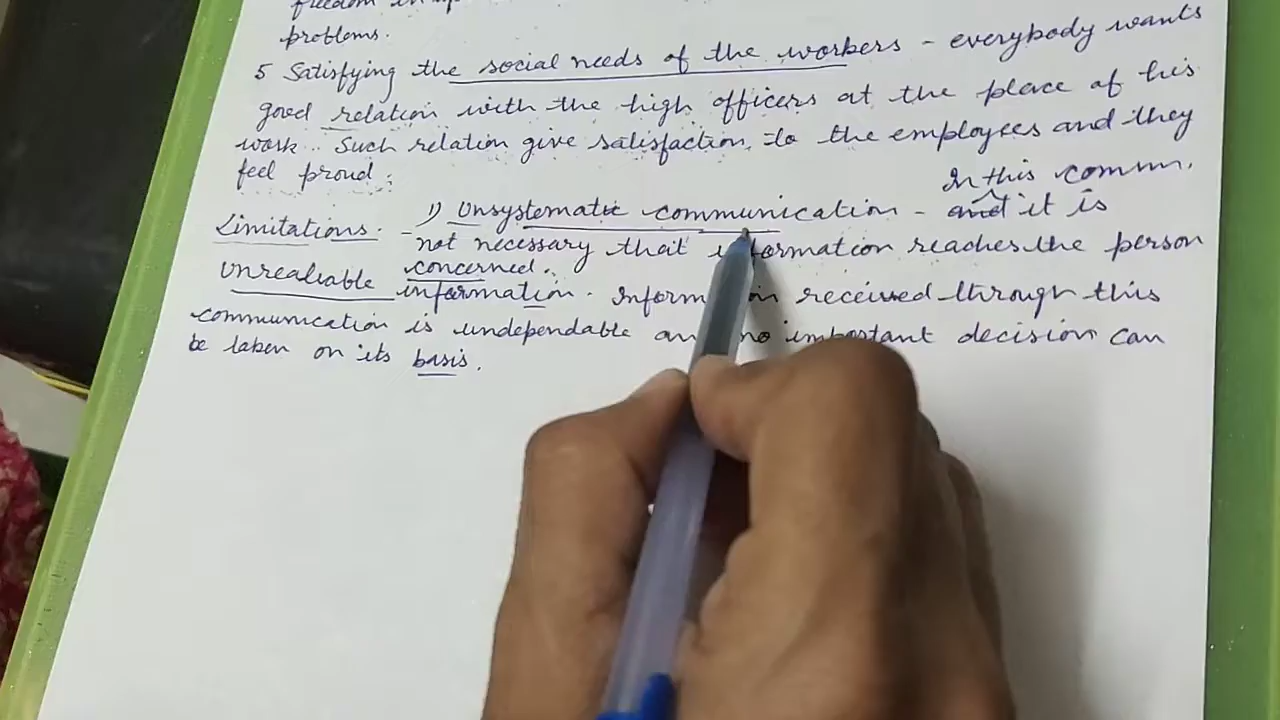 freedom in
problems.
5 Satisfying the social needs of the workers - everybody wants
good relation with the high officers at the place of his
work. Such relation give satisfaction to the employees and they
feel proud.
In this comm.
Limitations. - 1) Unsystematic communication - and it is
not necessary that information reaches the person
concerned.
Unrealiable information. Information received through this
communication is undependable and no important decision can
be taken on its basis.